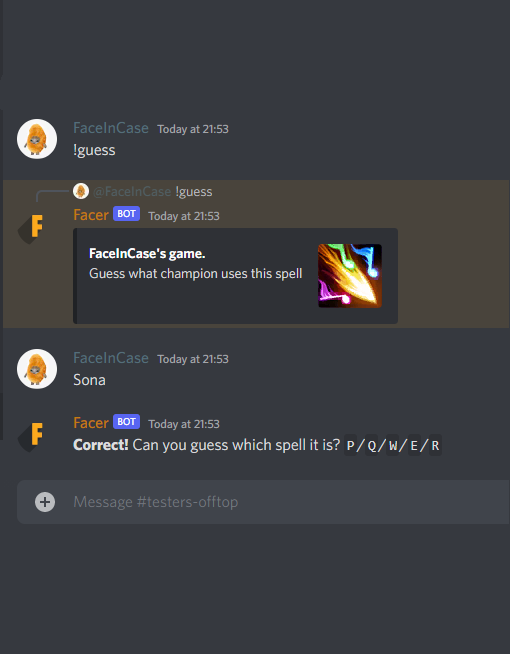 FaceInCase Today at 21:53
!guess
@FaceInCase !guess
F
Facer BOT Today at 21:53
FaceInCase's game.
Guess what champion uses this spell
FaceInCase Today at 21:53
Sona
F
Facer BOT Today at 21:53
Correct! Can you guess which spell it is? P/Q/W/E/R
Message #testers-offtop